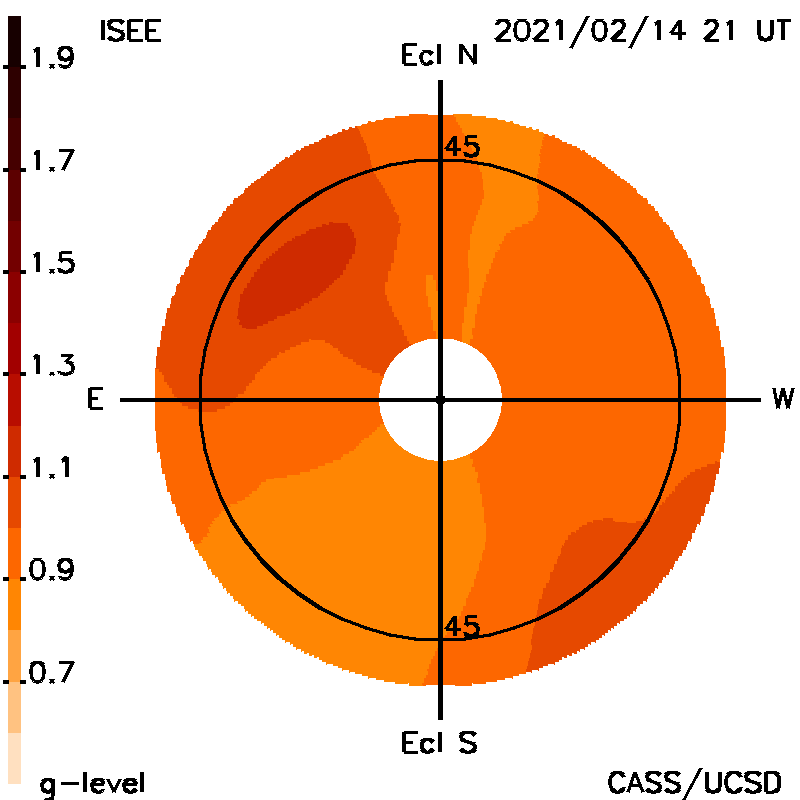 ISEE
2021/02/14 21 UT
Ecl N
1.9
1.7
1.5
1.3
1.1
0.9
0.7
45
E
W
45
Ecl S
g-level
CASS/UCSD